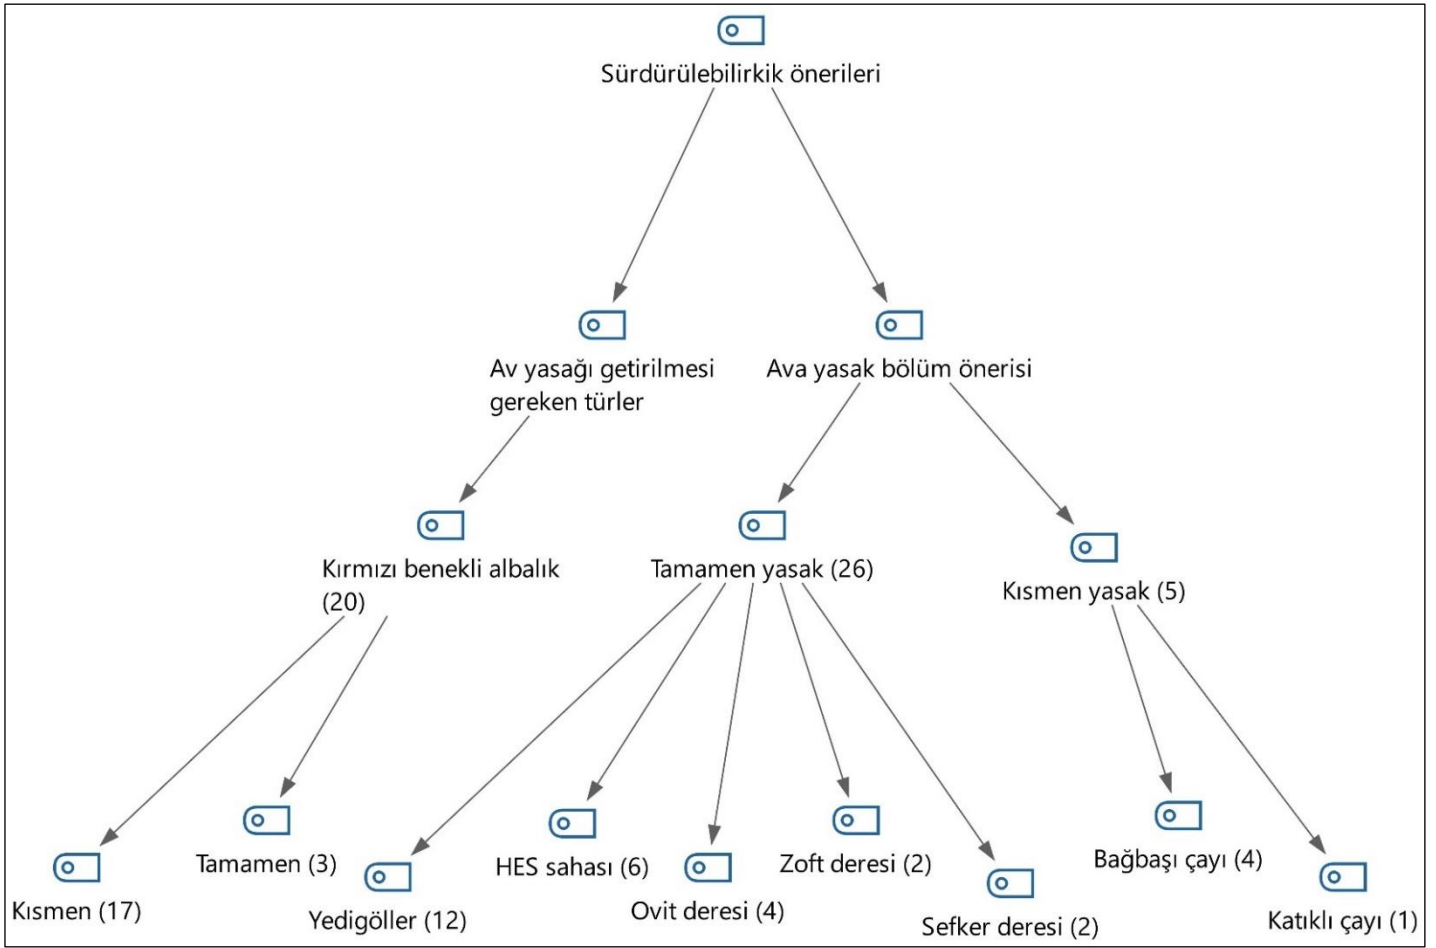 Sürdürülebilirkik önerileri
Av yasağı getirilmesi
gereken türler
Ava yasak bölüm önerisi
Kırmızı benekli albalık
(20)
Tamamen yasak (26)
Kısmen yasak (5)
Kısmen (17)
Tamamen (3)
Yedigöller (12)
HES sahası (6)
Ovit deresi (4)
Zoft deresi (2)
Sefker deresi (2)
Bağbaşı çayı (4)
Katıklı çayı (1)